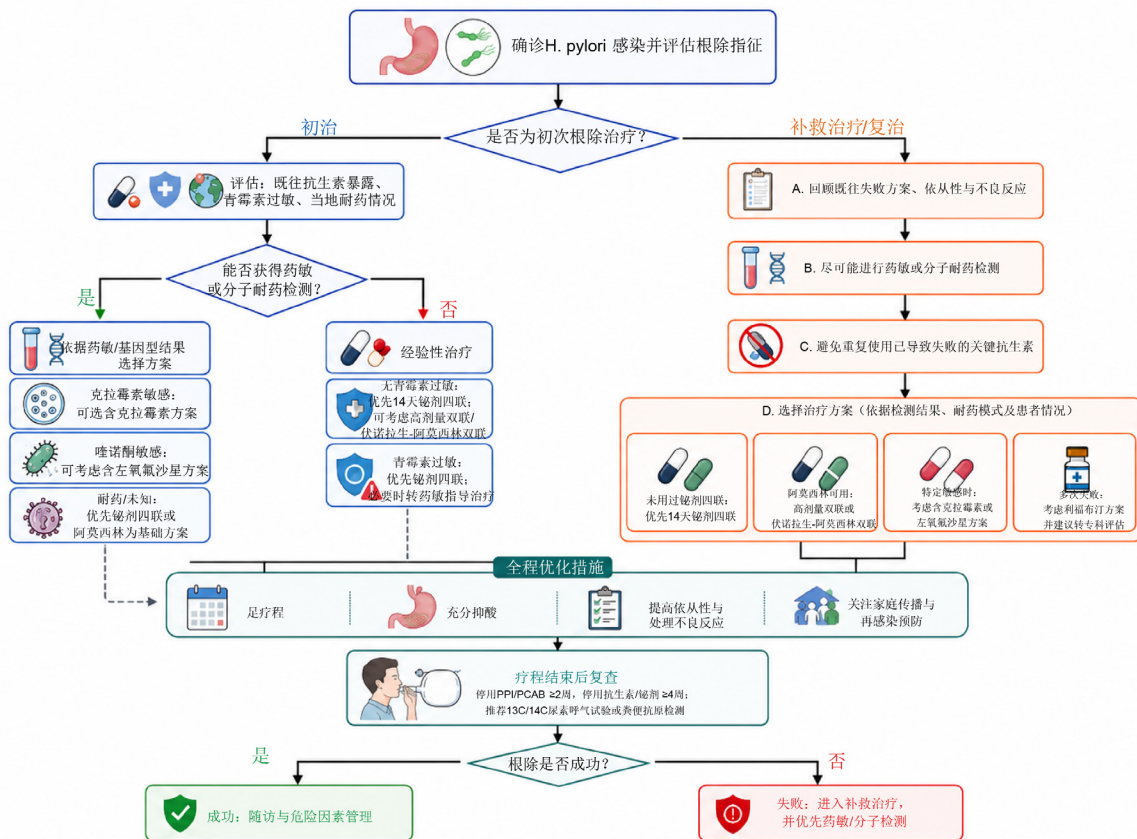 确诊H. pylori 感染并评估根除指征
是否为初次根除治疗？
初治
补救治疗/复治
评估：既往抗生素暴露、
青霉素过敏、当地耐药情况
能否获得药敏
或分子耐药检测？
是
否
依据药敏/基因型结果
选择方案
克拉霉素敏感：
可选含克拉霉素方案
喹诺酮敏感：
可考虑含左氧氟沙星方案
耐药/未知：
优先铋剂四联或
阿莫西林为基础方案
经验性治疗
无青霉素过敏：
优先14天铋剂四联；
可考虑高剂量双联/
伏诺拉生-阿莫西林双联
青霉素过敏：
优先铋剂四联；
必要时转药敏指导治疗
A. 回顾既往失败方案、依从性与不良反应
B. 尽可能进行药敏或分子耐药检测
C. 避免重复使用已导致失败的关键抗生素
D. 选择治疗方案（依据检测结果、耐药模式及患者情况）
未用过铋剂四联：
优先14天铋剂四联
阿莫西林可用：
高剂量双联或
伏诺拉生-阿莫西林双联
特定敏感时：
考虑含克拉霉素或
左氧氟沙星方案
多次失败：
考虑利福布汀方案
并建议转专科评估
全程优化措施
足疗程
充分抑酸
提高依从性与
处理不良反应
关注家庭传播与
再感染预防
疗程结束后复查
停用PPI/PCAB ≥2周，停用抗生素/铋剂 ≥4周；
推荐13C/14C尿素呼气试验或粪便抗原检测
根除是否成功？
是
否
成功：随访与危险因素管理
失败：进入补救治疗，
并优先药敏/分子检测